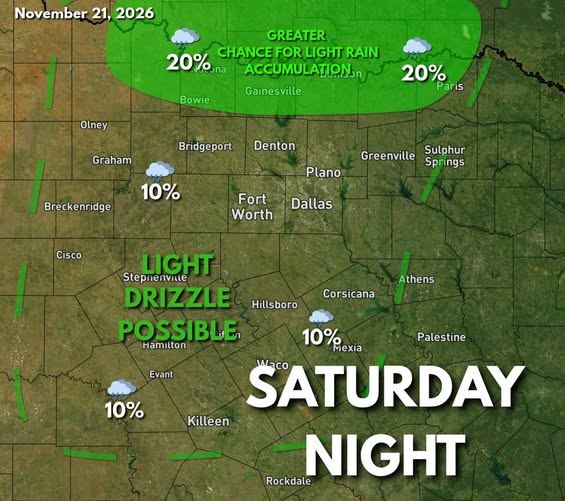 November 21, 2026
GREATER
CHANCE FOR LIGHT RAIN
ACCUMULATION
20%
20%
Denison
Gainesville
Paris
Bowie
Olney
Bridgeport
Denton
Greenville
Sulphur
Springs
Graham
Plano
10%
Fort
Worth
Dallas
Breckenridge
Cisco
LIGHT
Stephenville
DRIZZLE
Athens
Corsicana
Hillsboro
POSSIBLE
10%
Palestine
Hamilton
Mexia
Waco
Evant
SATURDAY
10%
Killeen
NIGHT
Rockdale